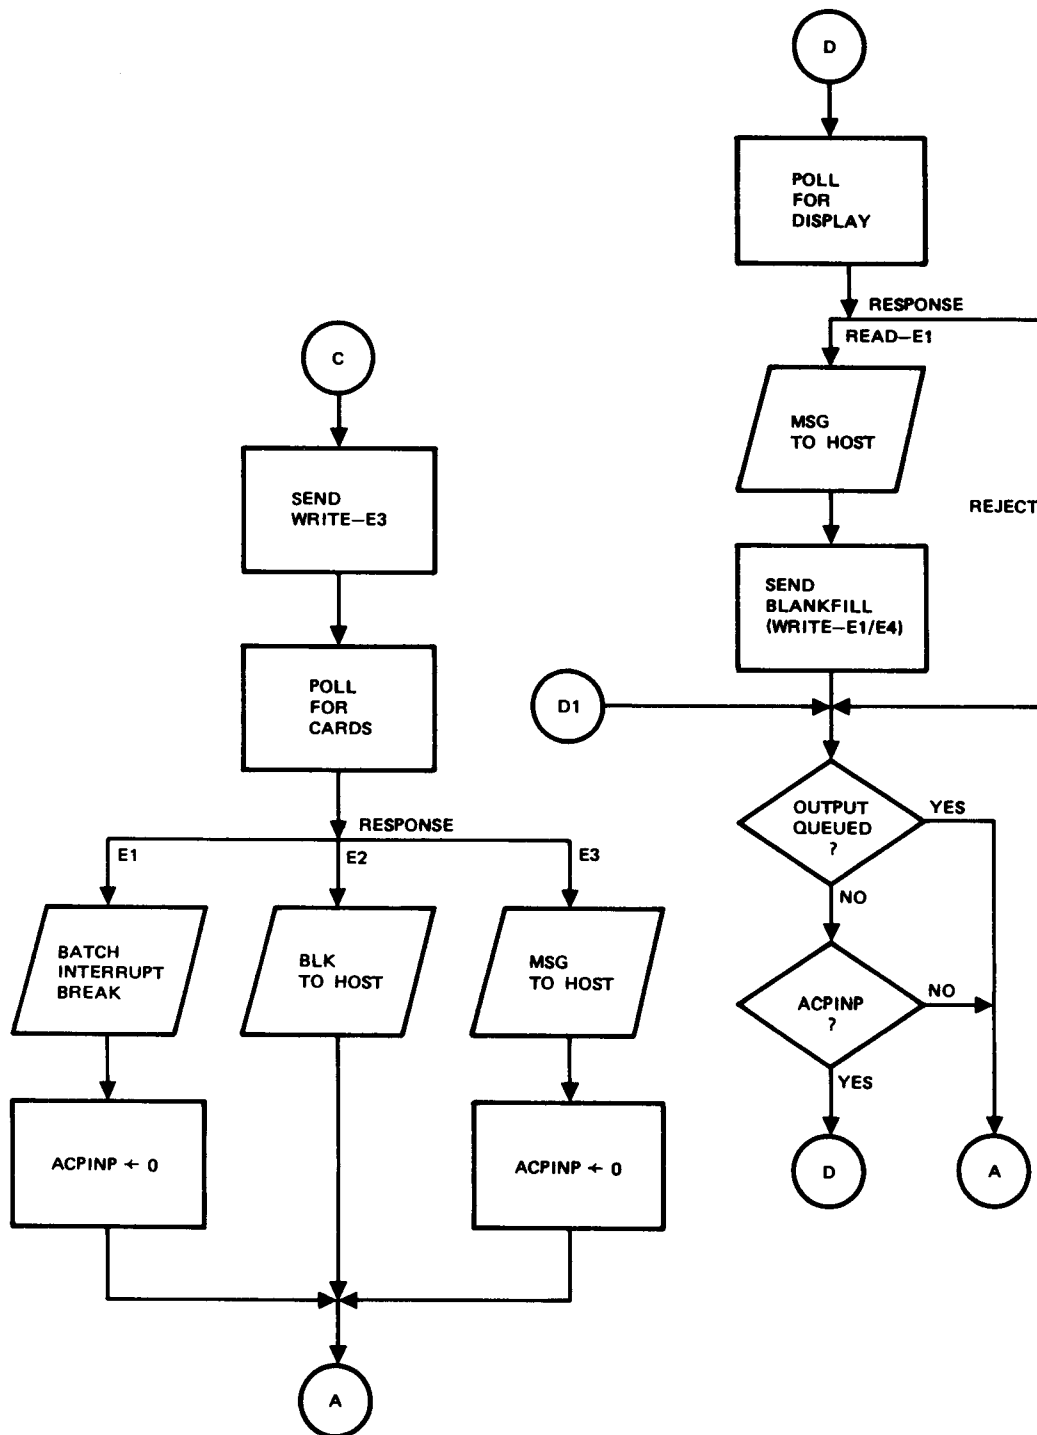 C
SEND
WRITE—E3
POLL
FOR
CARDS
RESPONSE
E1
E2
E3
BATCH
INTERRUPT
BREAK
BLK
TO HOST
MSG
TO HOST
ACPINP ← 0
ACPINP ← 0
A
D
POLL
FOR
DISPLAY
RESPONSE
READ—E1
MSG
TO HOST
REJECT
SEND
BLANKFILL
(WRITE—E1/E4)
D1
OUTPUT
QUEUED
?
YES
NO
ACPINP
?
NO
YES
D
A